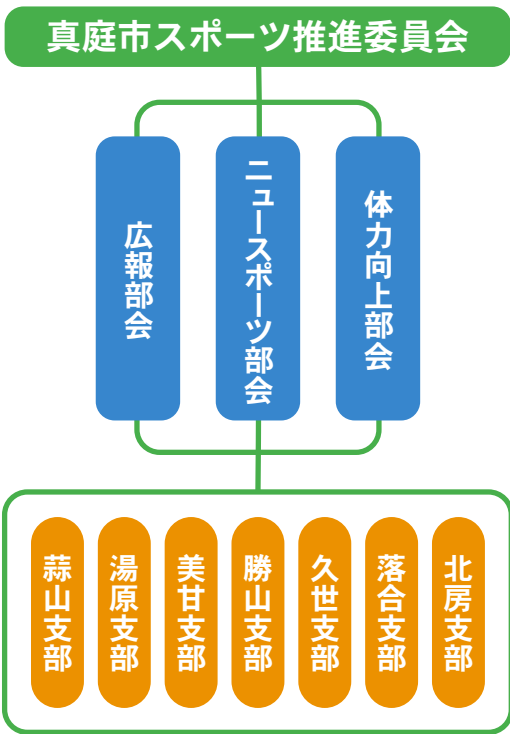 真庭市スポーツ推進委員会
体力向上部会
ニュースポーツ部会
広報部会
北房支部
落合支部
久世支部
勝山支部
美甘支部
湯原支部
蒜山支部